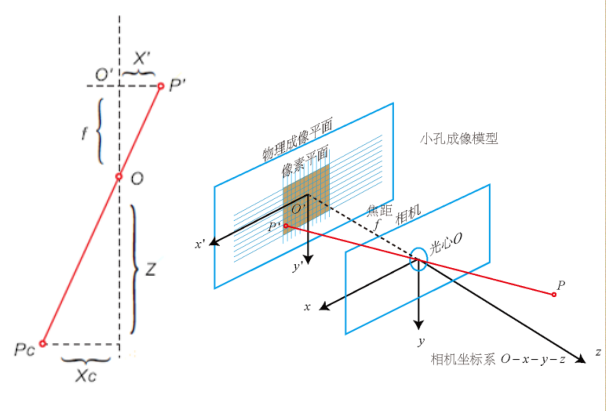 X'
O'
P'
f
O
Z
Pc
Xc
小孔成像模型
物理成像平面
像素平面
O'
P'
x'
y'
焦距
f
相机
光心O
P
x
y
z
相机坐标系 O-x-y-z